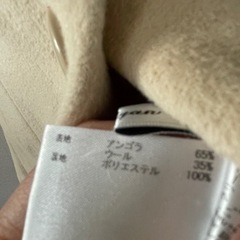 表地 アンゴラ 65%
ウール 35%
裏地 ポリエステル 100%